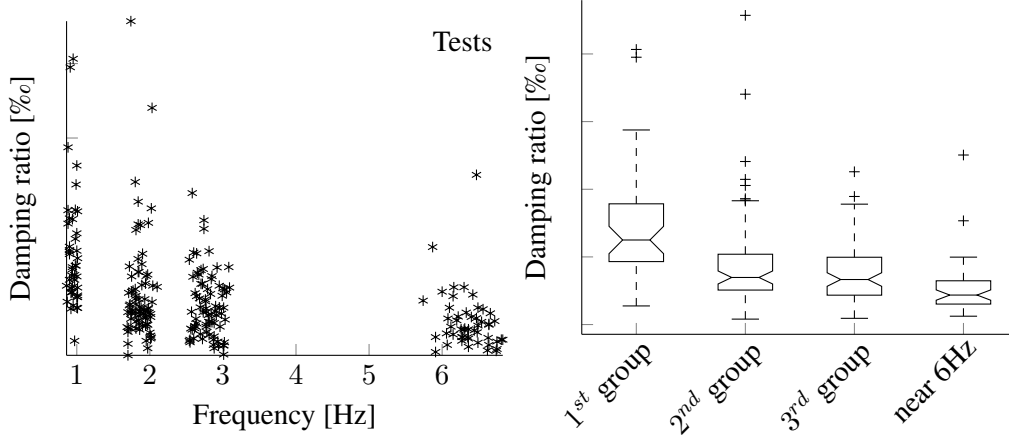 Tests
Damping ratio [‰]
1 2 3 4 5 6
Frequency [Hz]
Damping ratio [‰]
1st group
2nd group
3rd group
near 6Hz